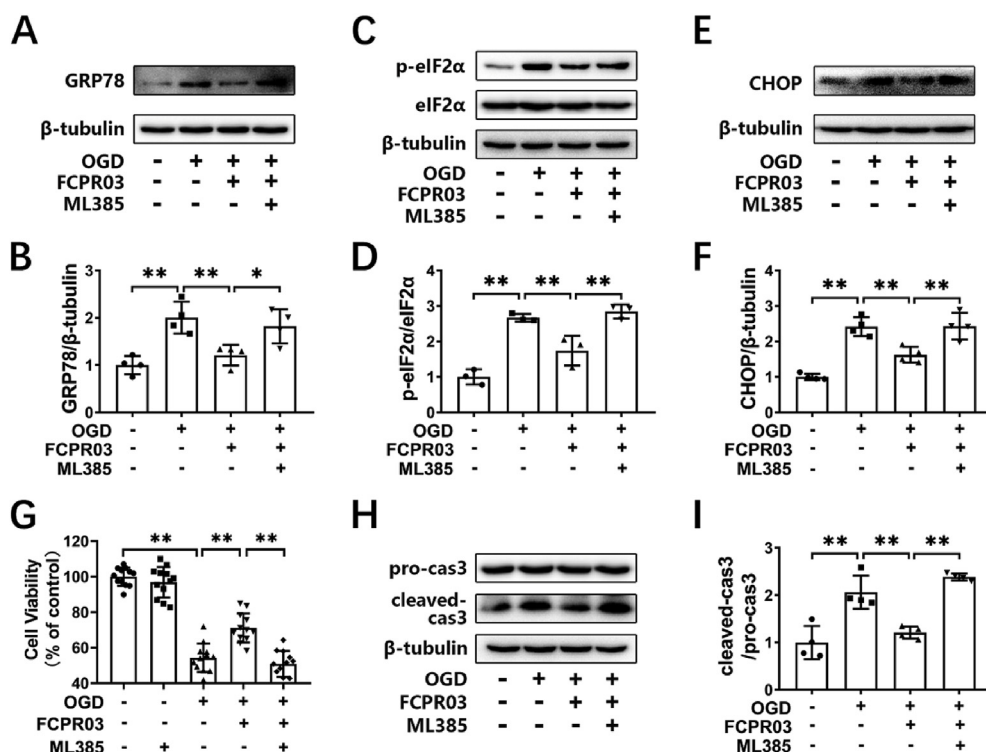 A
GRP78
β-tubulin
OGD - + + +
FCPR03 - - + +
ML385 - - - +
C
p-eIF2α
eIF2α
β-tubulin
OGD - + + +
FCPR03 - - + +
ML385 - - - +
E
CHOP
β-tubulin
OGD - + + +
FCPR03 - - + +
ML385 - - - +
B
GRP78/β-tubulin
3
2
1
0
** ** *
OGD - + + +
FCPR03 - - + +
ML385 - - - +
D
p-eIF2α/eIF2α
4
3
2
1
0
** ** **
OGD - + + +
FCPR03 - - + +
ML385 - - - +
F
CHOP/β-tubulin
4
3
2
1
0
** ** **
OGD - + + +
FCPR03 - - + +
ML385 - - - +
G
Cell Viability
(% of control)
120
100
80
60
40
** ** **
OGD - - + + +
FCPR03 - - - + +
ML385 - + - - +
H
pro-cas3
cleaved-
cas3
β-tubulin
OGD - + + +
FCPR03 - - + +
ML385 - - - +
I
cleaved-cas3
/pro-cas3
3
2
1
0
** ** **
OGD - + + +
FCPR03 - - + +
ML385 - - - +